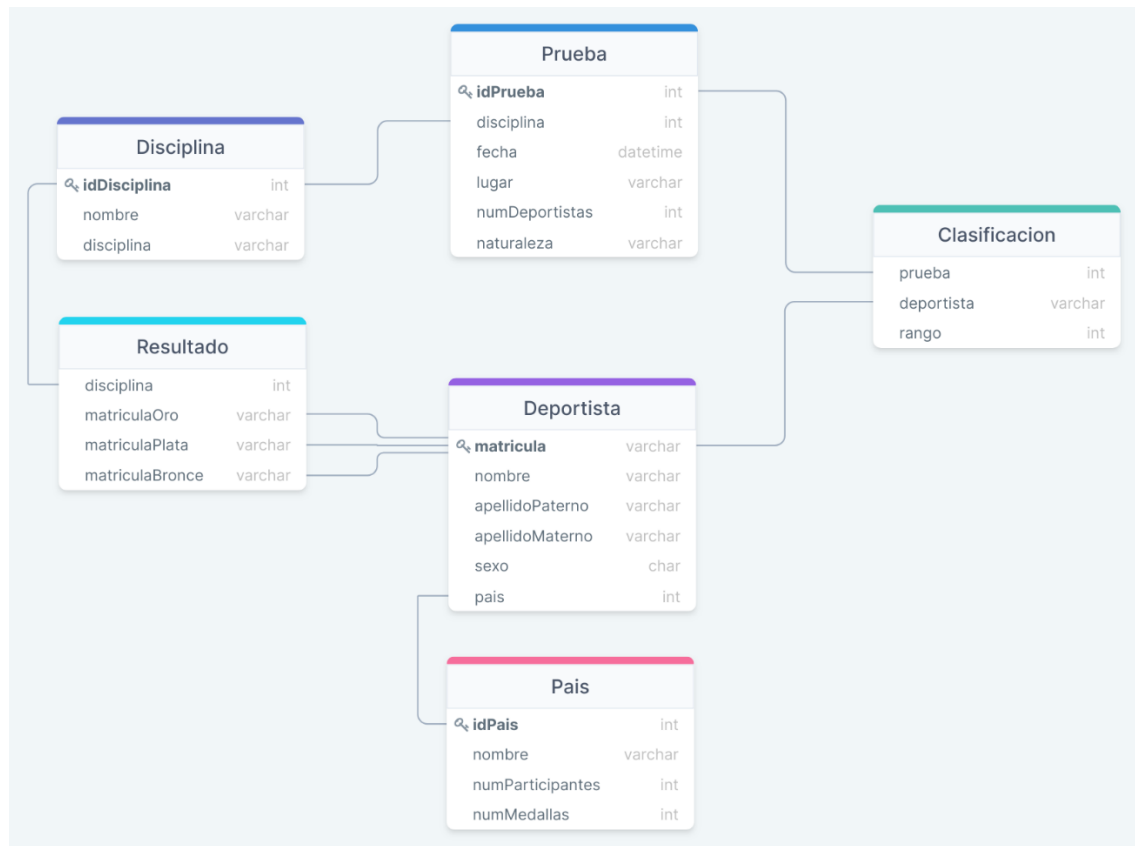 Prueba
idPrueba int
disciplina int
fecha datetime
lugar varchar
numDeportistas int
naturaleza varchar
Disciplina
idDisciplina int
nombre varchar
disciplina varchar
Clasificacion
prueba int
deportista varchar
rango int
Resultado
disciplina int
matriculaOro varchar
matriculaPlata varchar
matriculaBronce varchar
Deportista
matricula varchar
nombre varchar
apellidoPaterno varchar
apellidoMaterno varchar
sexo char
pais int
Pais
idPais int
nombre varchar
numParticipantes int
numMedallas int